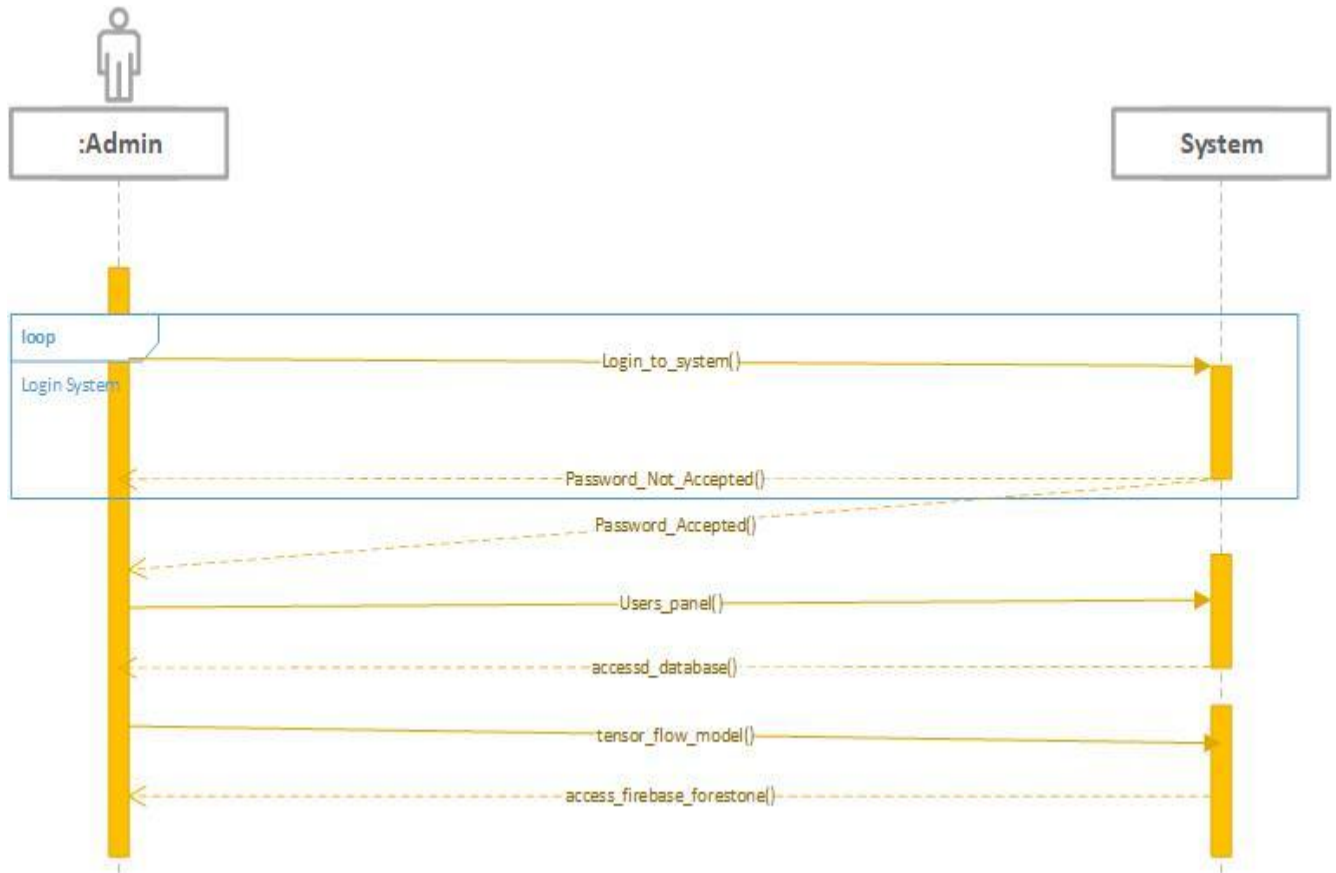 :Admin
System
loop
Login System
Login_to_system()
Password_Not_Accepted()
Password_Accepted()
Users_panel()
accessd_database()
tensor_flow_model()
access_firebase_forestone()